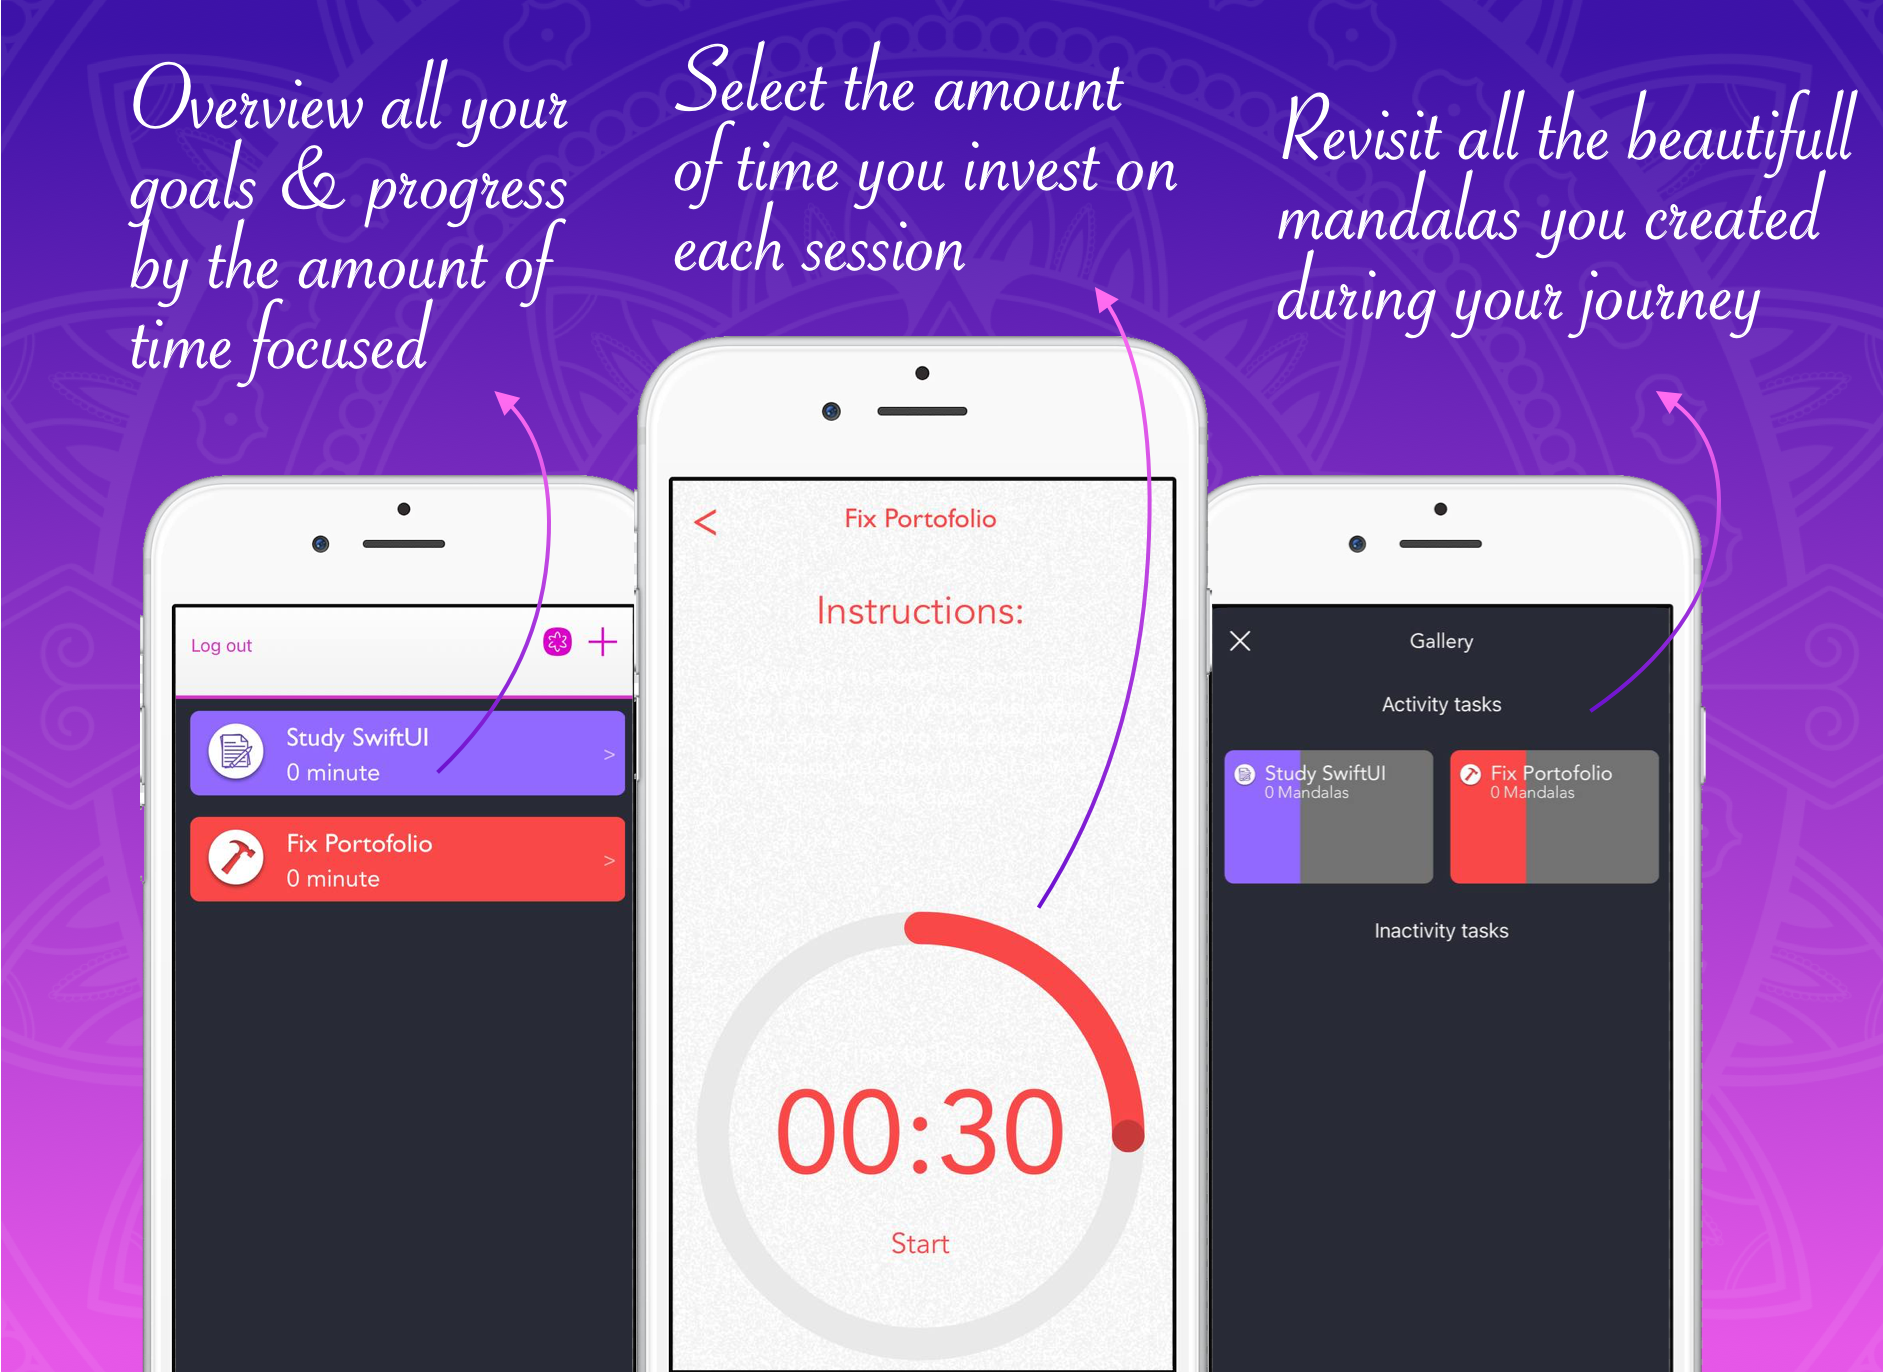 Overview all your
goals & progress
by the amount of
time focused
Select the amount
of time you invest on
each session
Revisit all the beautifull
mandalas you created
during your journey
Log out
Study SwiftUI
0 minute
>
Fix Portofolio
0 minute
>
<
Fix Portofolio
Instructions:
00:30
Start
Gallery
Activity tasks
Study SwiftUI
0 Mandalas
Fix Portofolio
0 Mandalas
Inactivity tasks